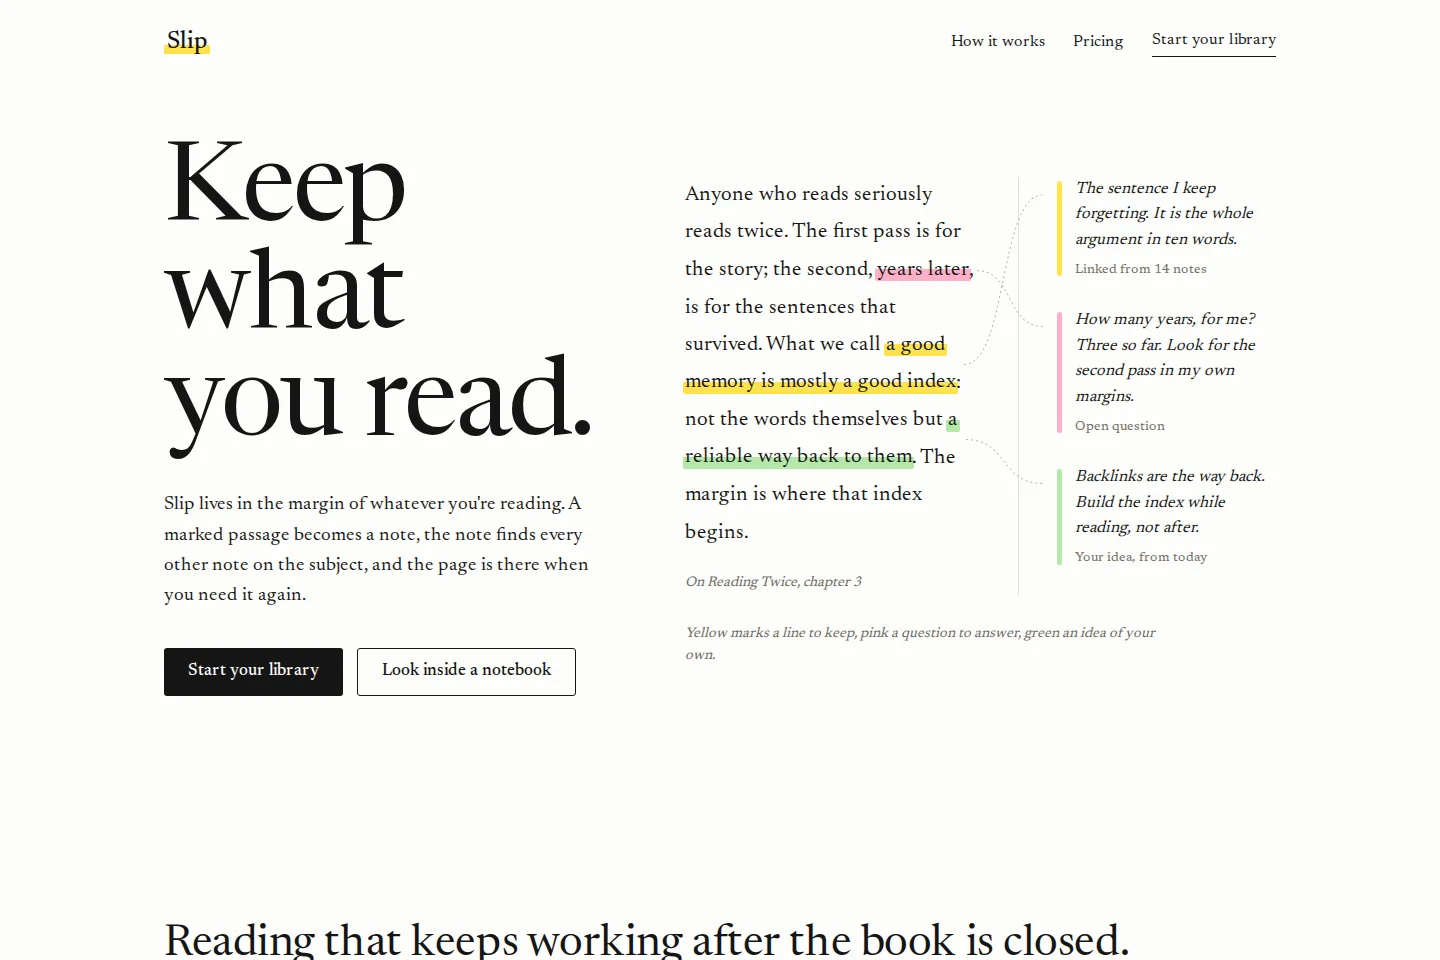 Slip
How it works
Pricing
Start your library
Keep
what
you read.
Slip lives in the margin of whatever you're reading. A
marked passage becomes a note, the note finds every
other note on the subject, and the page is there when
you need it again.
Start your library
Look inside a notebook
Anyone who reads seriously
reads twice. The first pass is for
the story; the second, years later,
is for the sentences that
survived. What we call a good
memory is mostly a good index:
not the words themselves but a
reliable way back to them. The
margin is where that index
begins.
On Reading Twice, chapter 3
The sentence I keep
forgetting. It is the whole
argument in ten words.
Linked from 14 notes
How many years, for me?
Three so far. Look for the
second pass in my own
margins.
Open question
Backlinks are the way back.
Build the index while
reading, not after.
Your idea, from today
Yellow marks a line to keep, pink a question to answer, green an idea of your
own.
Reading that keeps working after the book is closed.